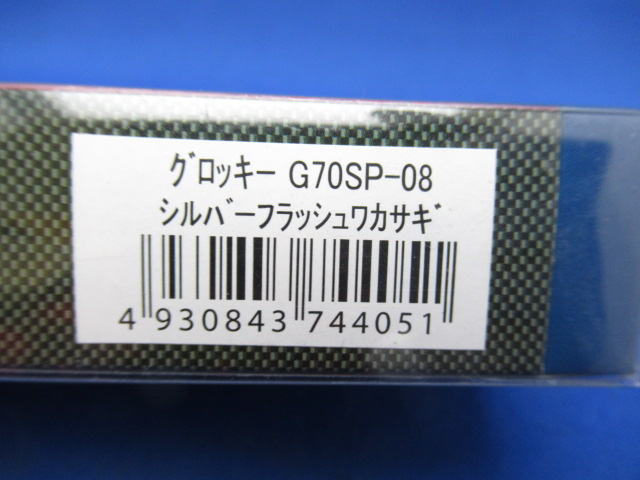 ｸﾞﾛｯｷｰ G70SP-08
ｼﾙﾊﾞｰﾌﾗｯｼｭﾜｶｻｷﾞ
4 930843 744051